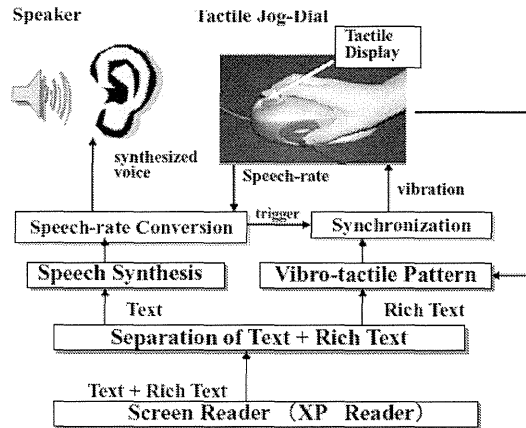 Speaker
Tactile Jog-Dial
Tactile
Display
synthesized
voice
Speech-rate
vibration
trigger
Speech-rate Conversion
Synchronization
Speech Synthesis
Vibro-tactile Pattern
Text
Rich Text
Separation of Text + Rich Text
Text + Rich Text
Screen Reader （XP Reader）